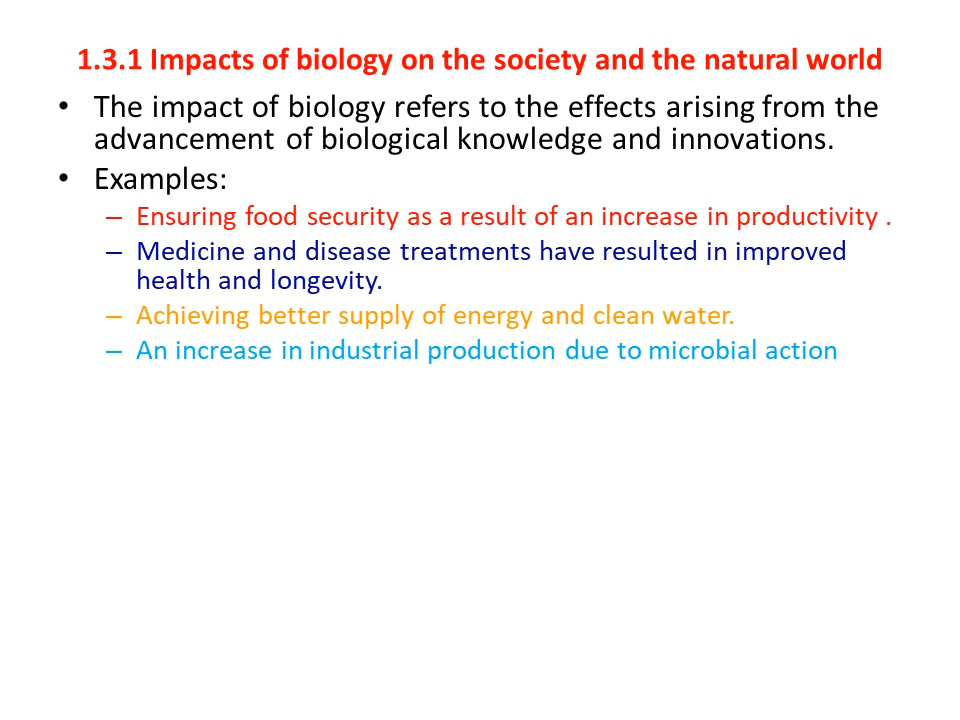 1.3.1 Impacts of biology on the society and the natural world
• The impact of biology refers to the effects arising from the
advancement of biological knowledge and innovations.
• Examples:
– Ensuring food security as a result of an increase in productivity .
– Medicine and disease treatments have resulted in improved
health and longevity.
– Achieving better supply of energy and clean water.
– An increase in industrial production due to microbial action